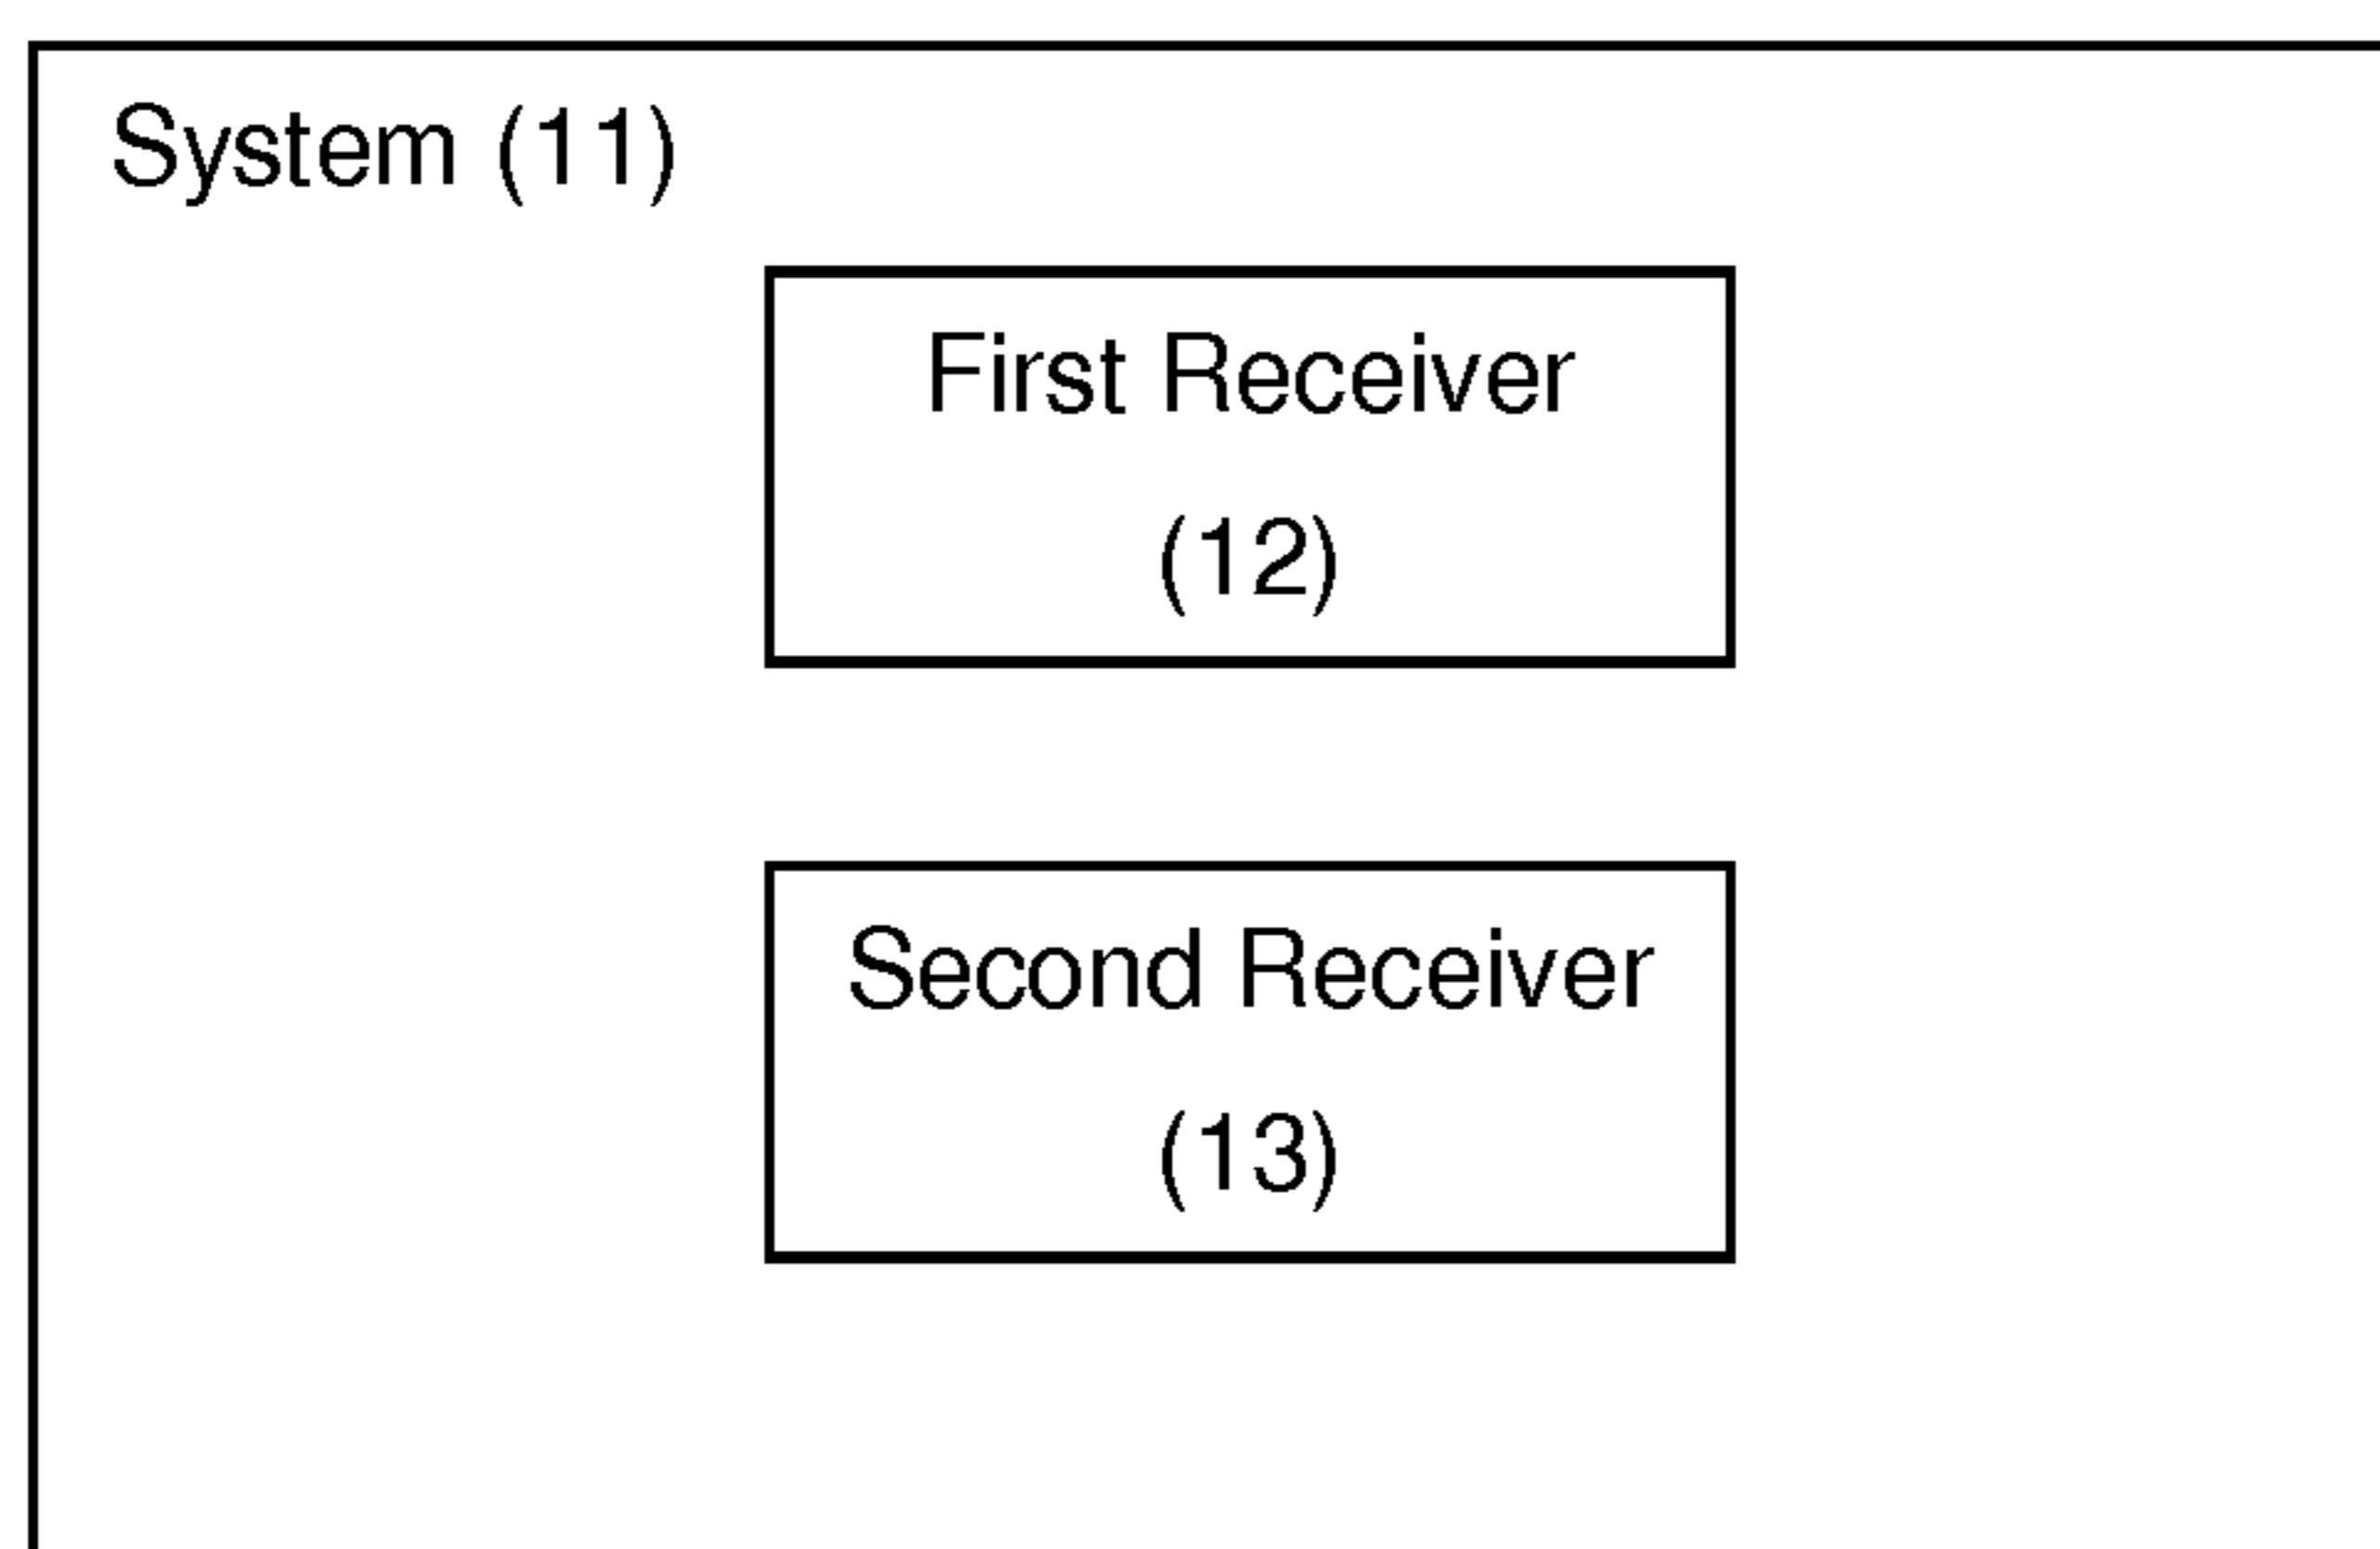 System (11)
First Receiver
(12)
Second Receiver
(13)